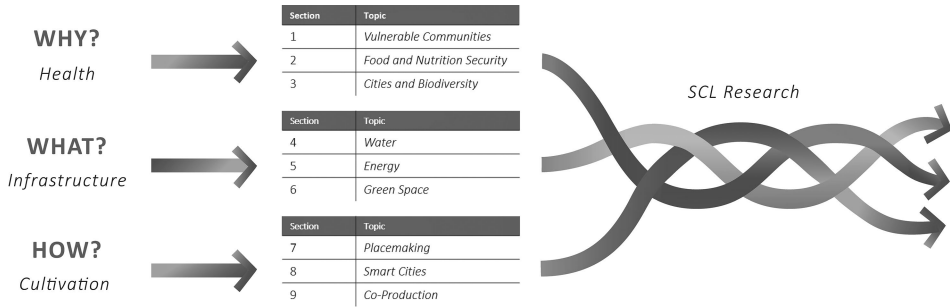 WHY?
Health
Section Topic
1 Vulnerable Communities
2 Food and Nutrition Security
3 Cities and Biodiversity
WHAT?
Infrastructure
Section Topic
4 Water
5 Energy
6 Green Space
HOW?
Cultivation
Section Topic
7 Placemaking
8 Smart Cities
9 Co-Production
SCL Research